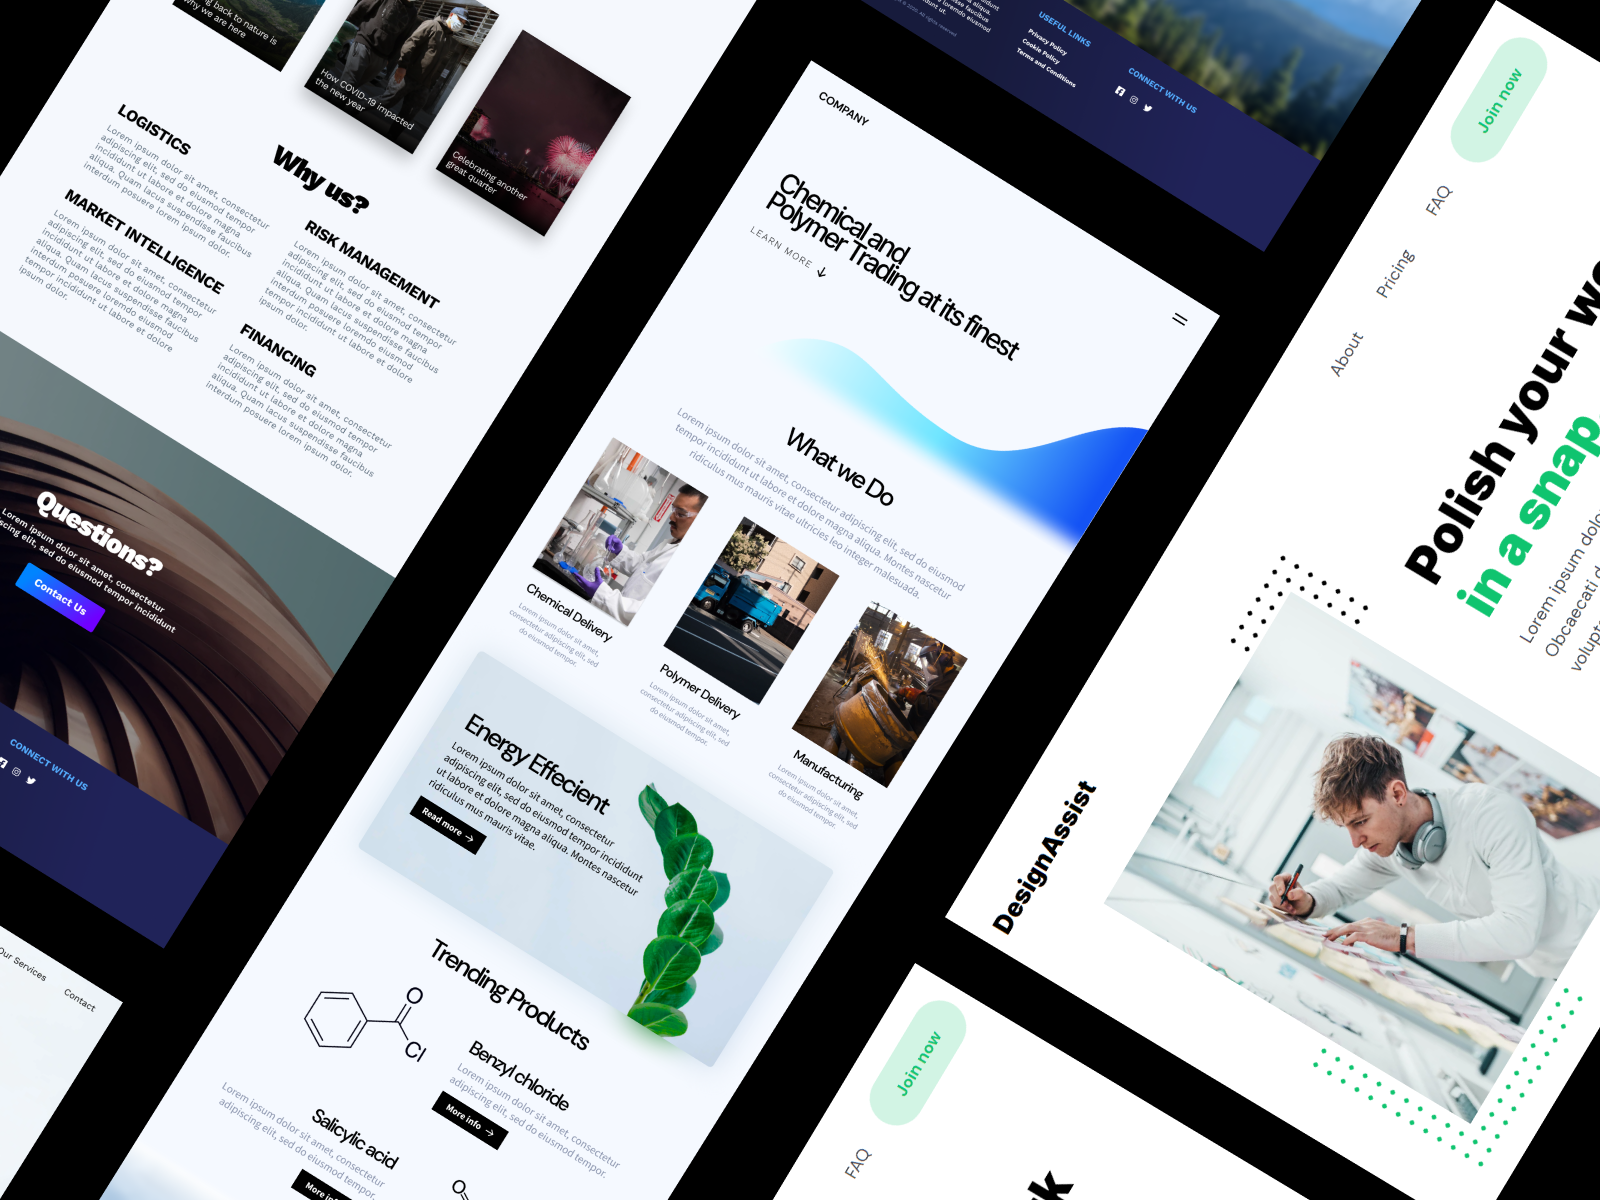 ng back to nature is
why we are here
How COVID-19 impacted
the new year
Celebrating another
great quarter
Why us?
LOGISTICS
Lorem ipsum dolor sit amet, consectetur
adipiscing elit, sed do eiusmod tempor
incididunt ut labore et dolore magna
aliqua. Quam lacus suspendisse faucibus
interdum posuere lorem ipsum dolor.
RISK MANAGEMENT
Lorem ipsum dolor sit amet, consectetur
adipiscing elit, sed do eiusmod tempor
incididunt ut labore et dolore magna
aliqua. Quam lacus suspendisse faucibus
interdum posuere loremdo eiusmod
tempor incididunt ut labore et dolore
ipsum dolor.
MARKET INTELLIGENCE
Lorem ipsum dolor sit amet, consectetur
adipiscing elit, sed do eiusmod tempor
incididunt ut labore et dolore magna
aliqua. Quam lacus suspendisse faucibus
interdum posuere loremdo eiusmod
tempor incididunt ut labore et dolore
ipsum dolor.
FINANCING
Lorem ipsum dolor sit amet, consectetur
adipiscing elit, sed do eiusmod tempor
incididunt ut labore et dolore magna
aliqua. Quam lacus suspendisse faucibus
interdum posuere lorem ipsum dolor.
Questions?
Lorem ipsum dolor sit amet, consectetur
scing elit, sed do eiusmod tempor incididunt
Contact Us
CONNECT WITH US
Our Services
Contact
COMPANY
Chemical and
Polymer Trading at its finest
LEARN MORE
What we Do
Lorem ipsum dolor sit amet, consectetur adipiscing elit, sed do eiusmod
tempor incididunt ut labore et dolore magna aliqua. Montes nascetur
ridiculus mus mauris vitae ultricies leo integer malesuada.
Chemical Delivery
Lorem ipsum dolor sit amet,
consectetur adipiscing elit, sed
do eiusmod tempor.
Polymer Delivery
Lorem ipsum dolor sit amet,
consectetur adipiscing elit, sed
do eiusmod tempor.
Manufacturing
Lorem ipsum dolor sit amet,
consectetur adipiscing elit, sed
do eiusmod tempor.
Energy Effecient
Lorem ipsum dolor sit amet, consectetur
adipiscing elit, sed do eiusmod tempor incididunt
ut labore et dolore magna aliqua. Montes nascetur
ridiculus mus mauris vitae.
Read more
Trending Products
O
Cl
Benzyl chloride
Lorem ipsum dolor sit amet, consectetur
adipiscing elit, sed do eiusmod tempor.
More info
Salicylic acid
Lorem ipsum dolor sit amet, consectetur
adipiscing elit, sed do eiusmod tempor.
More info
O
USEFUL LINKS
Privacy Policy
Cookie Policy
Terms and Conditions
CONNECT WITH US
DesignAssist
About
Pricing
FAQ
Join now
Polish your wo
in a snap.
Lorem ipsum dolo
Obcaecati d
volupt
FAQ
Join now
k